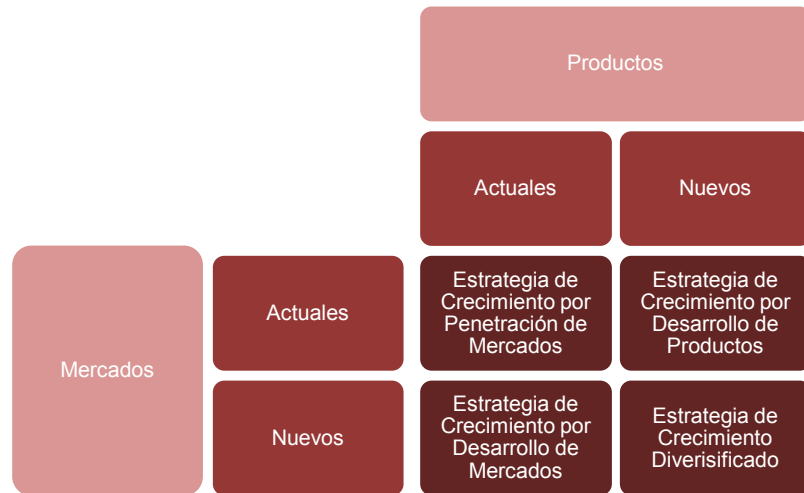 Productos
Actuales
Nuevos
Mercados
Actuales
Estrategia de
Crecimiento por
Penetración de
Mercados
Estrategia de
Crecimiento por
Desarrollo de
Productos
Nuevos
Estrategia de
Crecimiento por
Desarrollo de
Mercados
Estrategia de
Crecimiento
Diverisificado